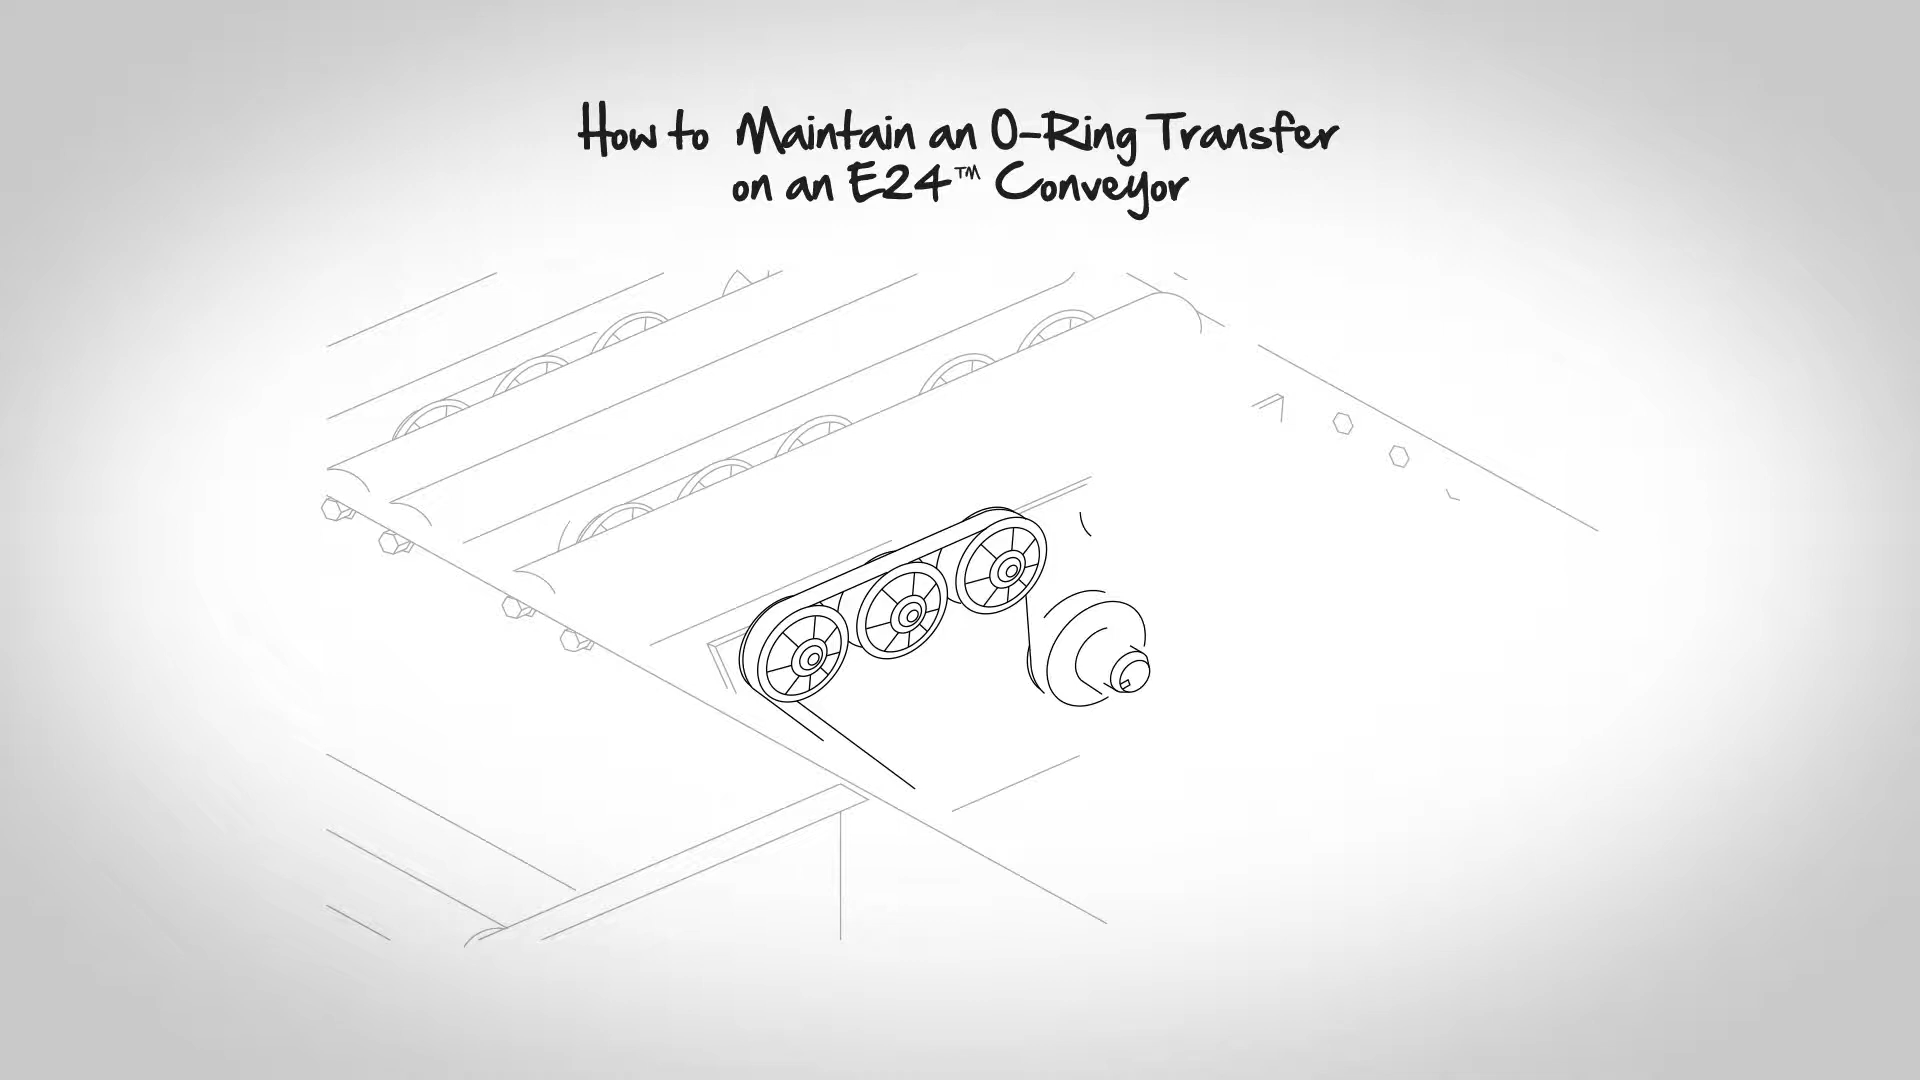 How to Maintain an O-Ring Transfer
on an E24™ Conveyor